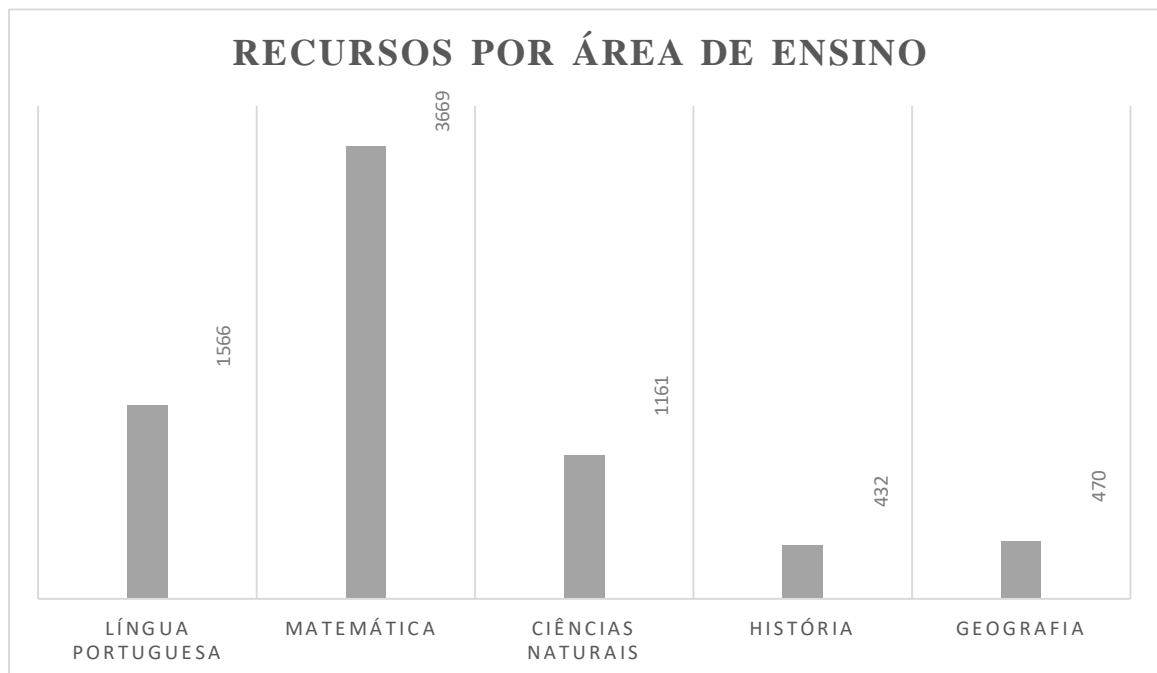 RECURSOS POR ÁREA DE ENSINO
1566
3669
1161
432
470
LÍNGUA
PORTUGUESA
MATEMÁTICA
CIÊNCIAS
NATURAIS
HISTÓRIA
GEOGRAFIA